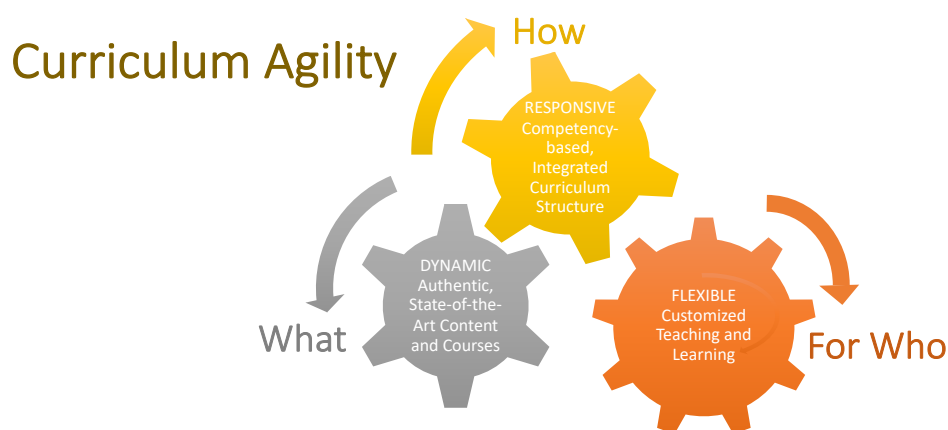 Curriculum Agility
How
RESPONSIVE
Competency-
based,
Integrated
Curriculum
Structure
What
DYNAMIC
Authentic,
State-of-the-
Art Content
and Courses
FLEXIBLE
Customized
Teaching and
Learning
For Who